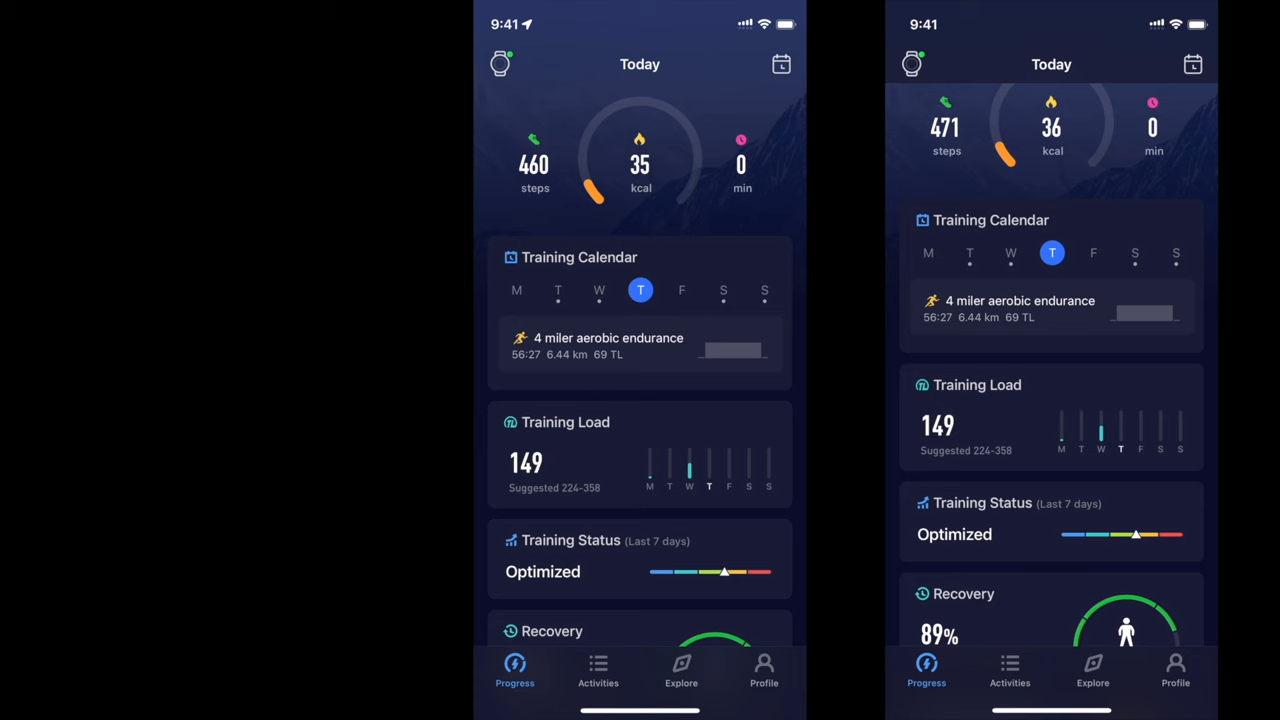 9:41
Today
460 35 0
steps kcal min
Training Calendar
M T W T F S S
4 miler aerobic endurance
56:27 6.44 km 69 TL
Training Load
149
Suggested 224-358
M T W T F S S
Training Status (Last 7 days)
Optimized
Recovery
Progress Activities Explore Profile
9:41
Today
471 36 0
steps kcal min
Training Calendar
M T W T F S S
4 miler aerobic endurance
56:27 6.44 km 69 TL
Training Load
149
Suggested 224-358
M T W T F S S
Training Status (Last 7 days)
Optimized
Recovery
89%
Progress Activities Explore Profile